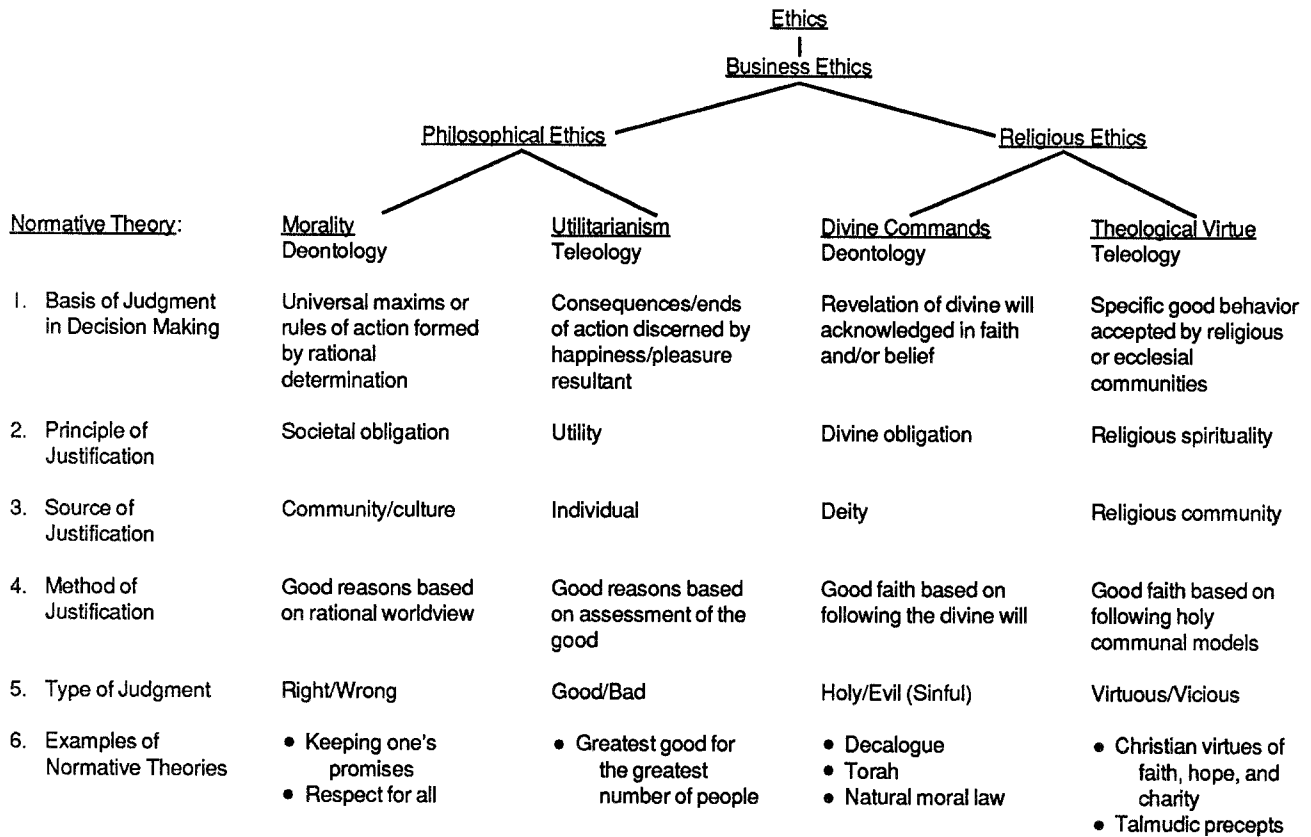 Ethics
Business Ethics
Philosophical Ethics
Religious Ethics
Normative Theory:
Morality
Deontology
Utilitarianism
Teleology
Divine Commands
Deontology
Theological Virtue
Teleology
1. Basis of Judgment
in Decision Making
Universal maxims or
rules of action formed
by rational
determination
Consequences/ends
of action discerned by
happiness/pleasure
resultant
Revelation of divine will
acknowledged in faith
and/or belief
Specific good behavior
accepted by religious
or ecclesial
communities
2. Principle of
Justification
Societal obligation
Utility
Divine obligation
Religious spirituality
3. Source of
Justification
Community/culture
Individual
Deity
Religious community
4. Method of
Justification
Good reasons based
on rational worldview
Good reasons based
on assessment of the
good
Good faith based on
following the divine will
Good faith based on
following holy
communal models
5. Type of Judgment
Right/Wrong
Good/Bad
Holy/Evil (Sinful)
Virtuous/Vicious
6. Examples of
Normative Theories
• Keeping one's
promises
• Respect for all
• Greatest good for
the greatest
number of people
• Decalogue
• Torah
• Natural moral law
• Christian virtues of
faith, hope, and
charity
• Talmudic precepts